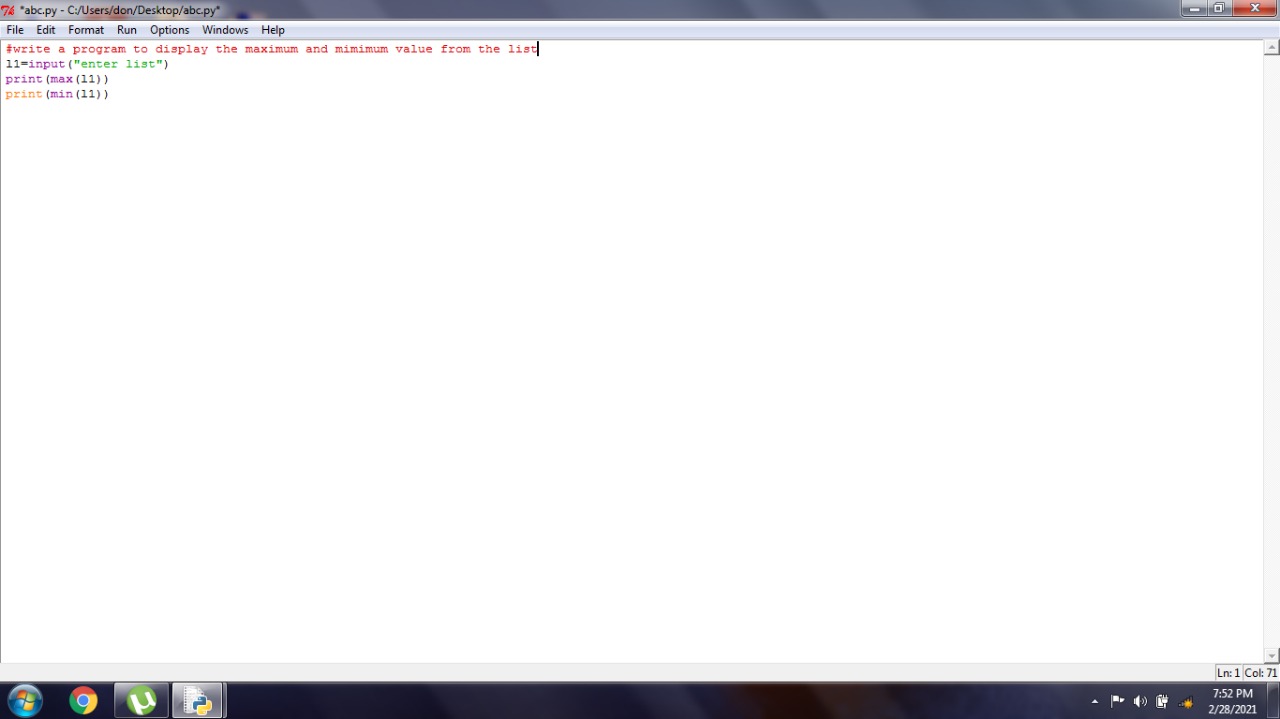 *abc.py - C:/Users/don/Desktop/abc.py*
File Edit Format Run Options Windows Help
#write a program to display the maximum and mimimum value from the list
l1=input("enter list")
print(max(l1))
print(min(l1))
Ln: 1 Col: 71
7:52 PM
2/28/2021